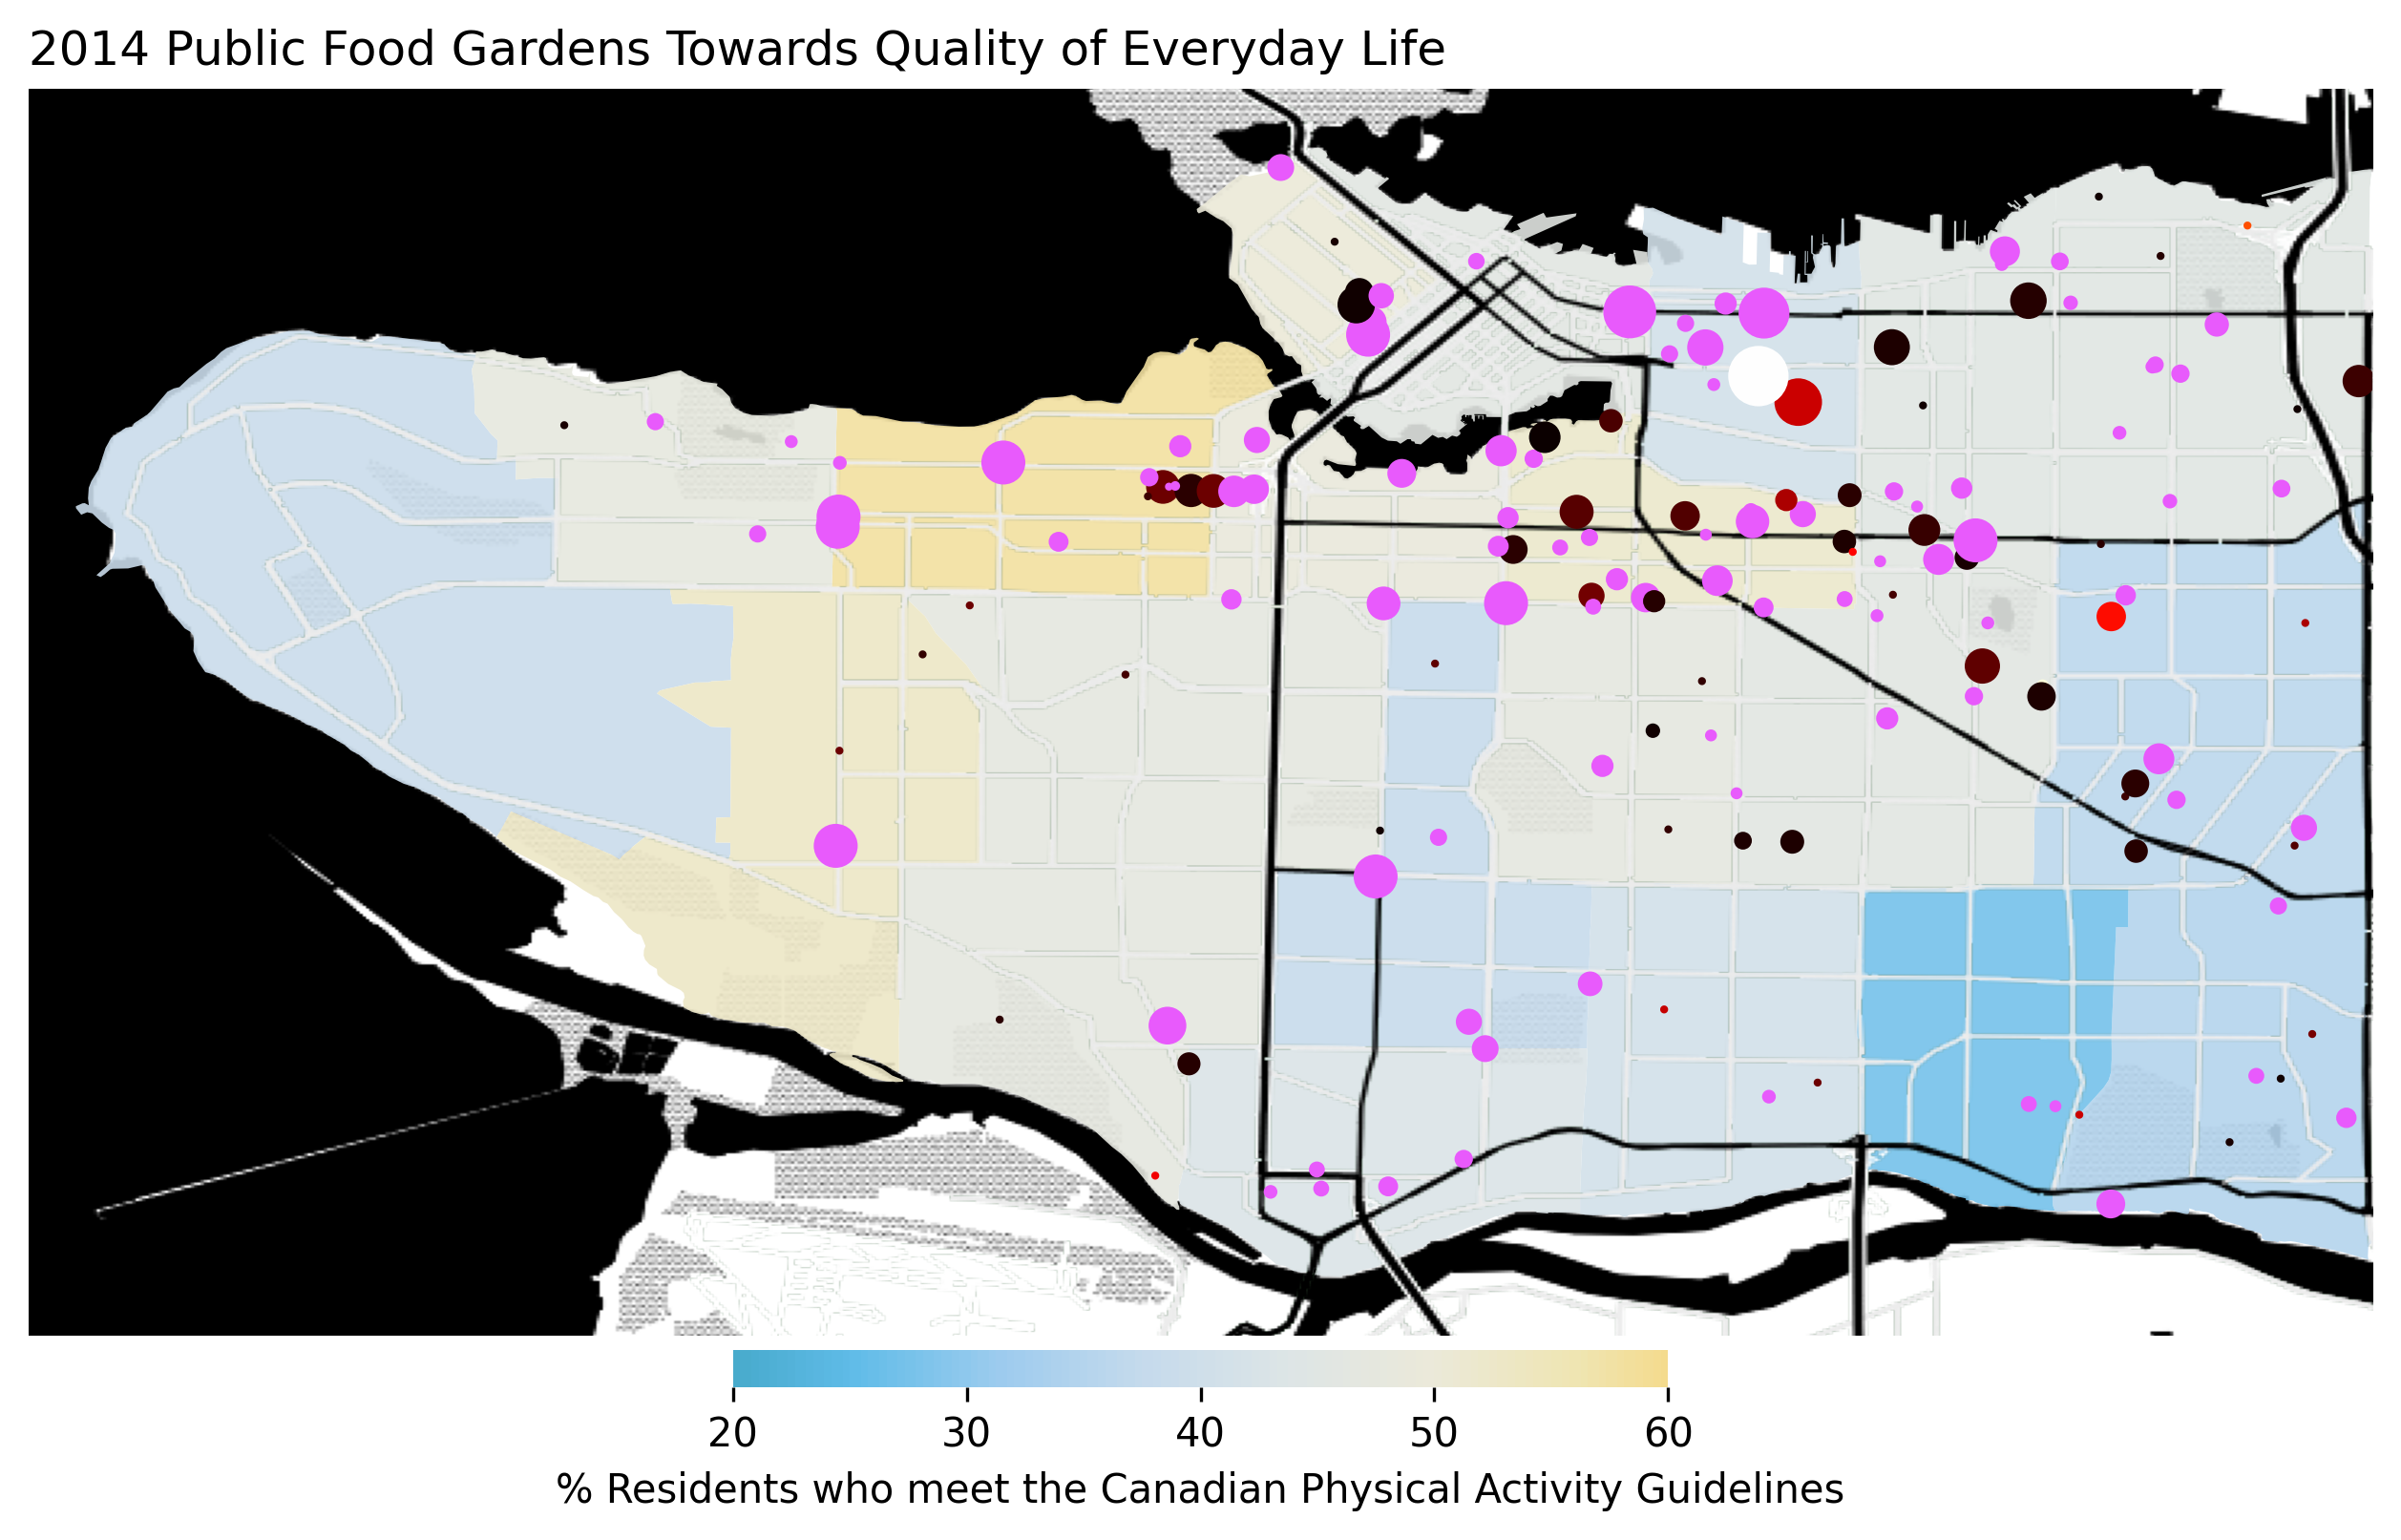 2014 Public Food Gardens Towards Quality of Everyday Life
20 30 40 50 60
% Residents who meet the Canadian Physical Activity Guidelines